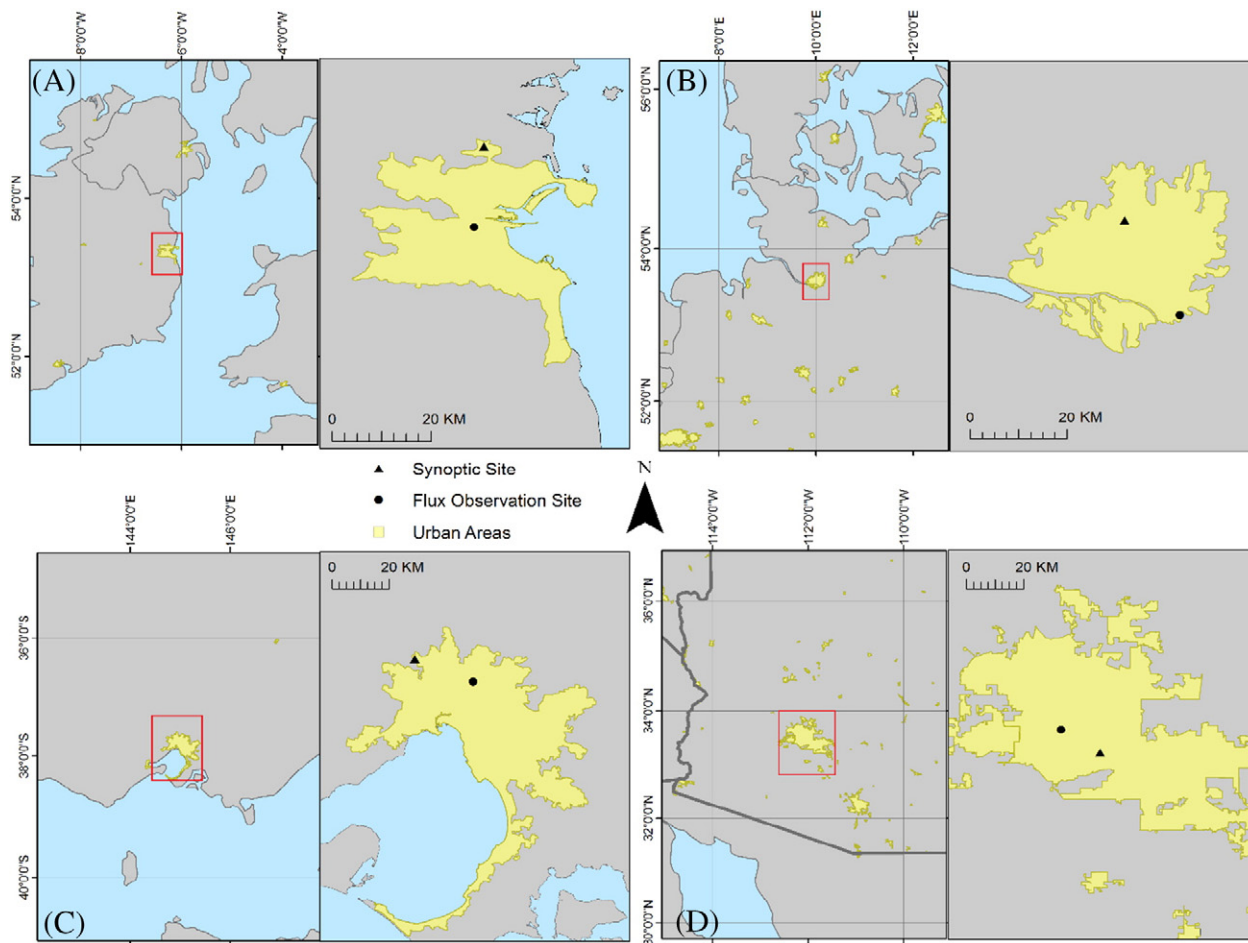 8°0'0"W 6°0'0"W 4°0'0"W
(A)
54°0'0"N
52°0'0"N
0 20 KM
8°0'0"E 10°0'0"E 12°0'0"E
(B)
56°0'0"N
54°0'0"N
52°0'0"N
0 20 KM
Synoptic Site
Flux Observation Site
Urban Areas
N
144°0'0"E 146°0'0"E
36°0'0"S
38°0'0"S
40°0'0"S
(C)
0 20 KM
114°0'0"W 112°0'0"W 110°0'0"W
36°0'0"N
34°0'0"N
32°0'0"N
30°0'0"N
(D)
0 20 KM